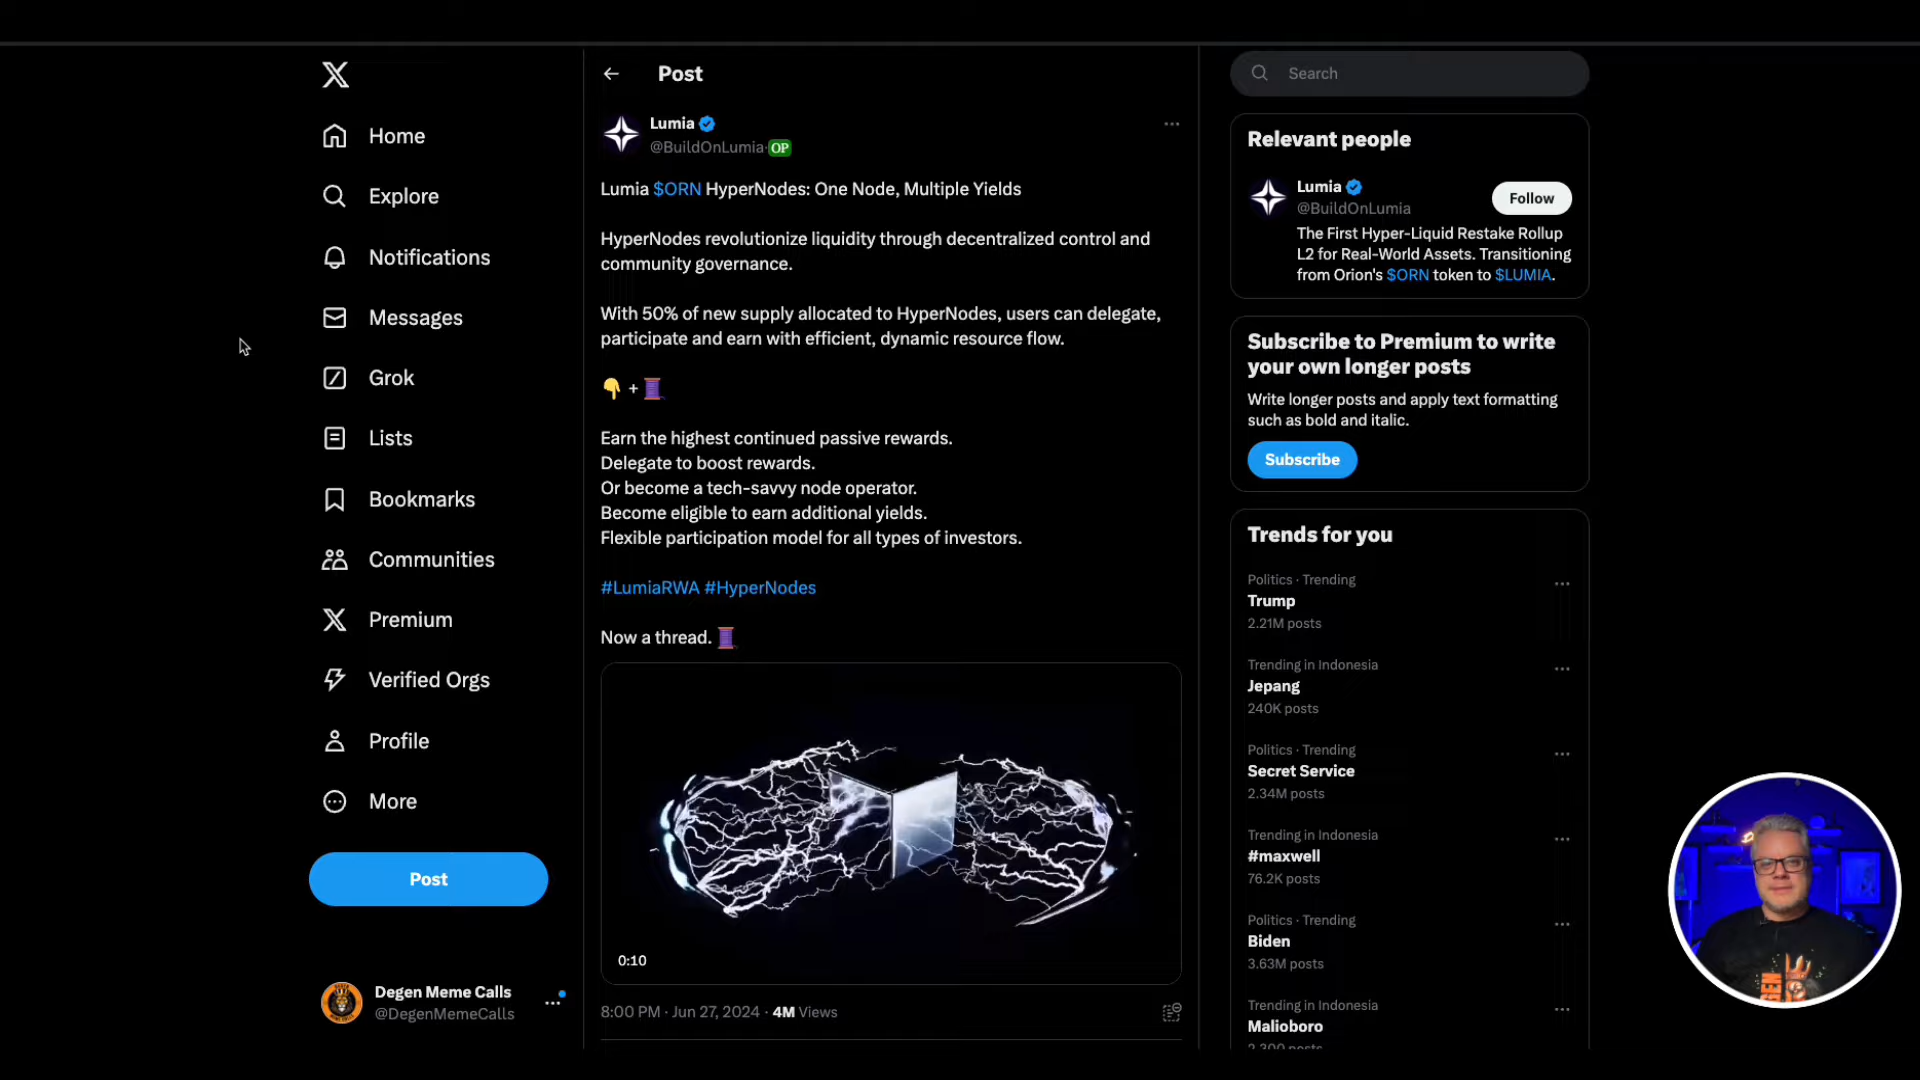 Home
Explore
Notifications
Messages
Grok
Lists
Bookmarks
Communities
Premium
Verified Orgs
Profile
More
Post
Degen Meme Calls
@DegenMemeCalls
Post
Lumia
@BuildOnLumia· OP
Lumia $ORN HyperNodes: One Node, Multiple Yields
HyperNodes revolutionize liquidity through decentralized control and
community governance.
With 50% of new supply allocated to HyperNodes, users can delegate,
participate and earn with efficient, dynamic resource flow.
👇 + 🧵
Earn the highest continued passive rewards.
Delegate to boost rewards.
Or become a tech-savvy node operator.
Become eligible to earn additional yields.
Flexible participation model for all types of investors.
#LumiaRWA #HyperNodes
Now a thread. 🧵
0:10
8:00 PM · Jun 27, 2024 · 4M Views
Search
Relevant people
Lumia
@BuildOnLumia
Follow
The First Hyper-Liquid Restake Rollup
L2 for Real-World Assets. Transitioning
from Orion's $ORN token to $LUMIA.
Subscribe to Premium to write
your own longer posts
Write longer posts and apply text formatting
such as bold and italic.
Subscribe
Trends for you
Politics · Trending
Trump
2.21M posts
Trending in Indonesia
Jepang
240K posts
Politics · Trending
Secret Service
2.34M posts
Trending in Indonesia
#maxwell
76.2K posts
Politics · Trending
Biden
3.63M posts
Trending in Indonesia
Malioboro
2,300 posts